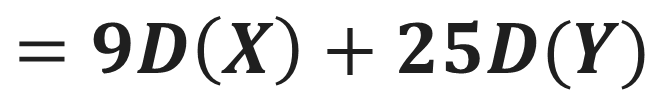 = 9D(X) + 25D(Y)